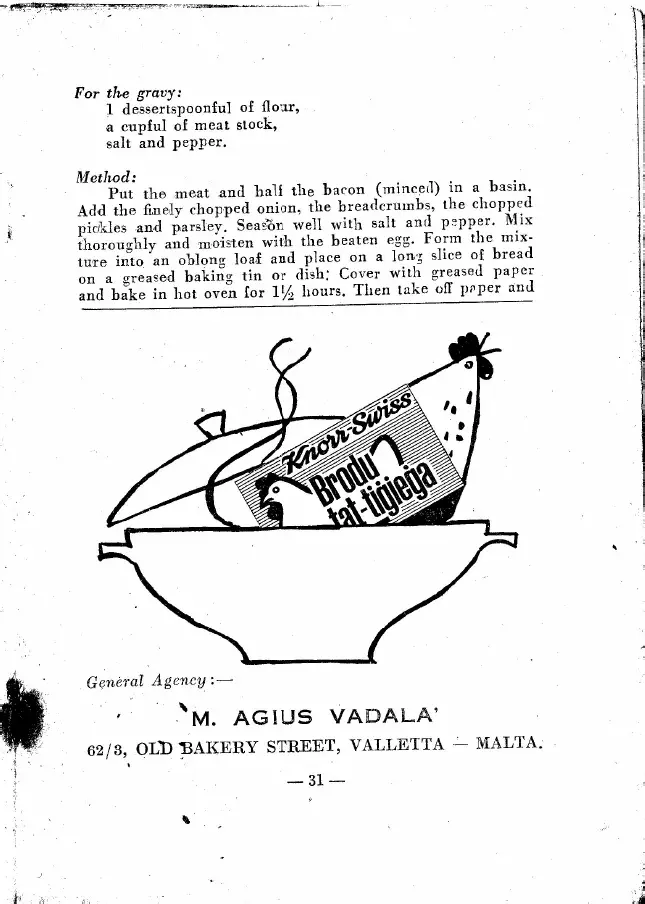 For the gravy:
1 dessertspoonful of flour,
a cupful of meat stock,
salt and pepper.
Method:
Put the meat and half the bacon (minced) in a basin.
Add the finely chopped onion, the breadcrumbs, the chopped
pickles and parsley. Season well with salt and pepper. Mix
thoroughly and moisten with the beaten egg. Form the mix-
ture into an oblong loaf and place on a long slice of bread
on a greased baking tin or dish; Cover with greased paper
and bake in hot oven for 1½ hours. Then take off paper and
Knorr-Swiss
Brodu
tat-tiġieġa
General Agency :—
M. AGIUS VADALA'
62/3, OLD BAKERY STREET, VALLETTA — MALTA.
— 31 —